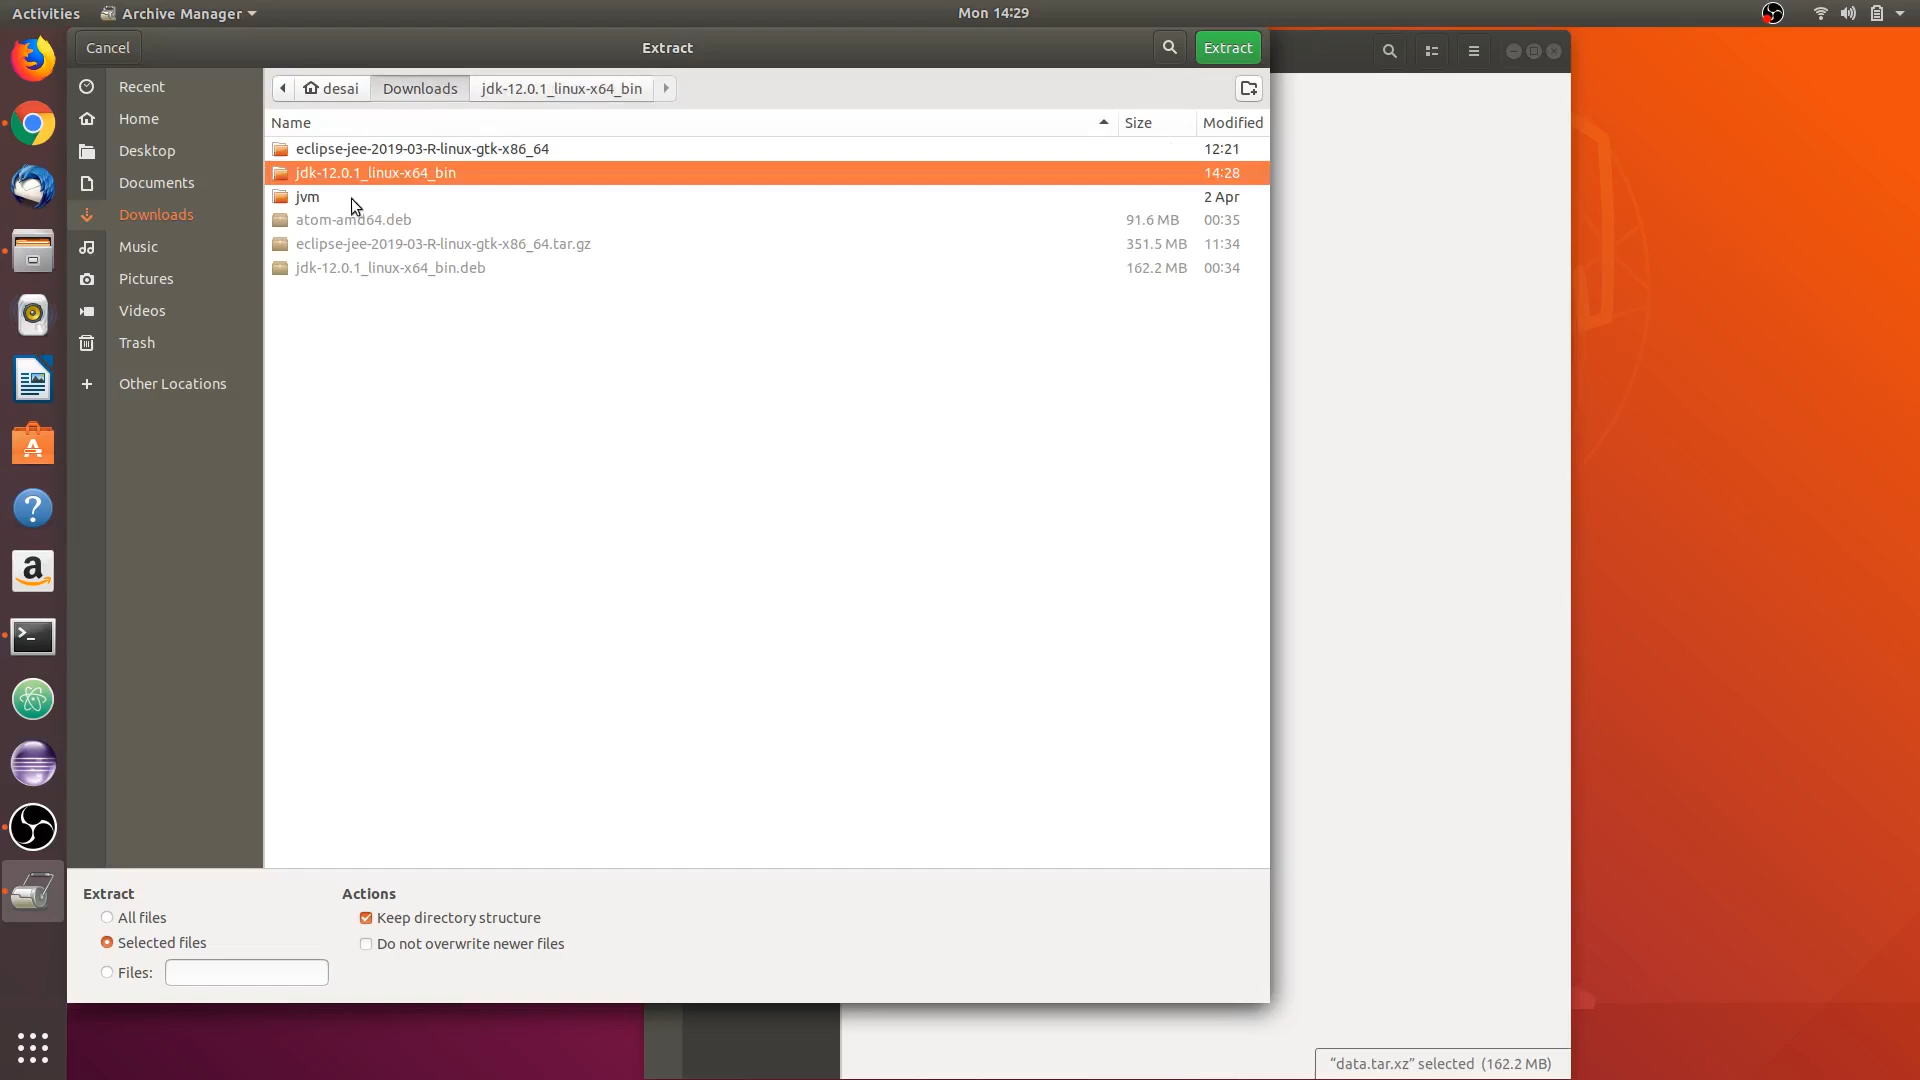 Activities Archive Manager Mon 14:29
Cancel Extract Extract
desai Downloads jdk-12.0.1_linux-x64_bin
Recent
Home
Desktop
Documents
Downloads
Music
Pictures
Videos
Trash
+ Other Locations
Name Size Modified
eclipse-jee-2019-03-R-linux-gtk-x86_64 12:21
jdk-12.0.1_linux-x64_bin 14:28
jvm 2 Apr
atom-amd64.deb 91.6 MB 00:35
eclipse-jee-2019-03-R-linux-gtk-x86_64.tar.gz 351.5 MB 11:34
jdk-12.0.1_linux-x64_bin.deb 162.2 MB 00:34
Extract
All files
Selected files
Files:
Actions
Keep directory structure
Do not overwrite newer files
“data.tar.xz” selected (162.2 MB)